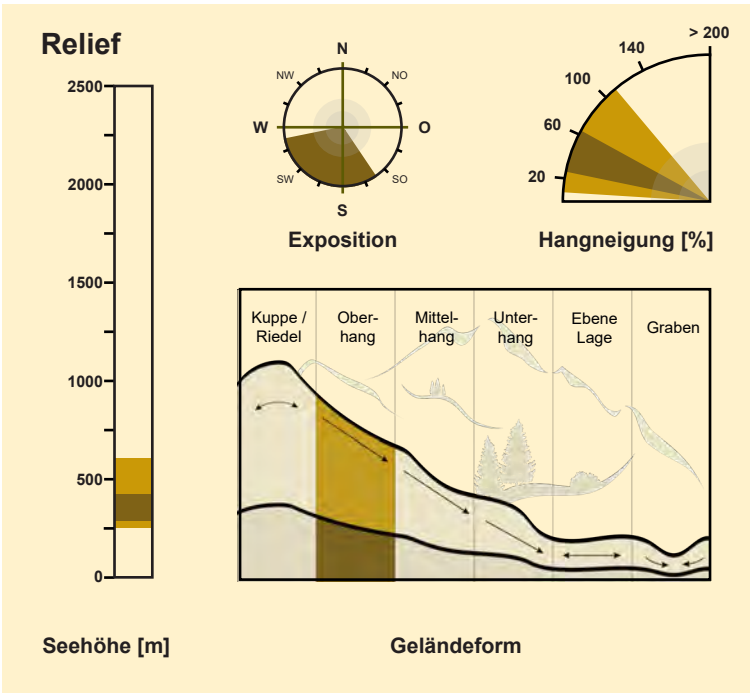 Relief
2500
2000
1500
1000
500
0
Seehöhe [m]
N
NW
NO
W
O
SW
SO
S
Exposition
> 200
140
100
60
20
Hangneigung [%]
Kuppe /
Riedel
Ober-
hang
Mittel-
hang
Unter-
hang
Ebene
Lage
Graben
Geländeform